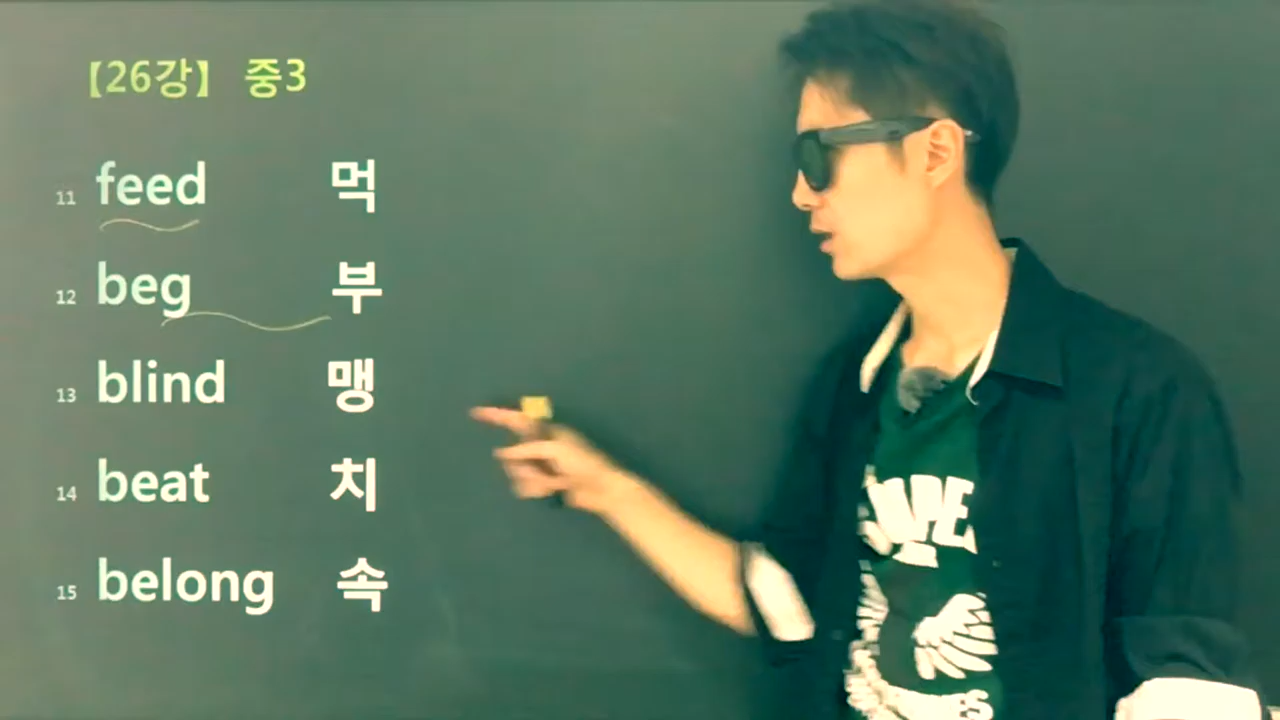 【26강】 중3
11 feed 먹
12 beg 부
13 blind 맹
14 beat 치
15 belong 속